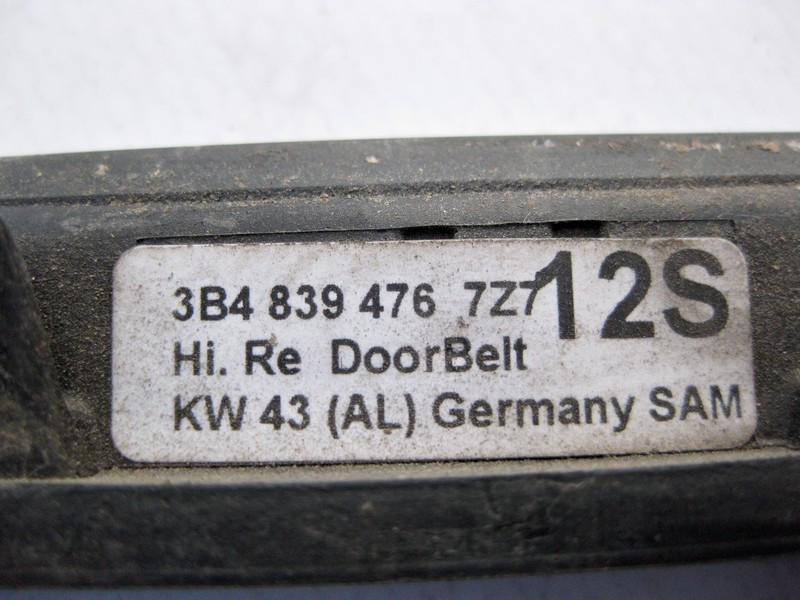 3B4 839 476 7Z7 12S
Hi. Re DoorBelt
KW 43 (AL) Germany SAM